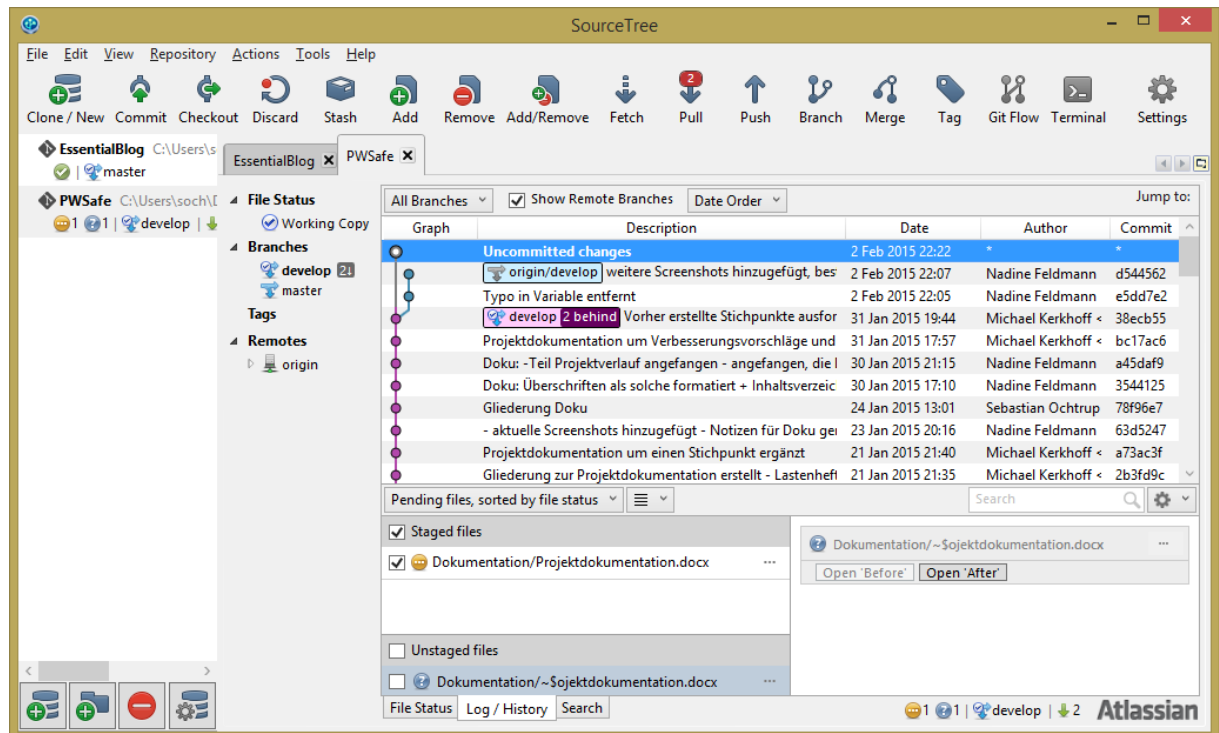 SourceTree
File Edit View Repository Actions Tools Help
2
Clone / New Commit Checkout Discard Stash Add Remove Add/Remove Fetch Pull Push Branch Merge Tag Git Flow Terminal Settings
EssentialBlog C:\Users\s
master
PWSafe C:\Users\soch\D
1 1 | develop |
EssentialBlog PWSafe
File Status
Working Copy
Branches
develop 2
master
Tags
Remotes
origin
All Branches Show Remote Branches Date Order Jump to:
Graph Description Date Author Commit
Uncommitted changes 2 Feb 2015 22:22 * *
origin/develop weitere Screenshots hinzugefügt, bes 2 Feb 2015 22:07 Nadine Feldmann d544562
Typo in Variable entfernt 2 Feb 2015 22:05 Nadine Feldmann e5dd7e2
develop 2 behind Vorher erstellte Stichpunkte ausfor 31 Jan 2015 19:44 Michael Kerkhoff < 38ecb55
Projektdokumentation um Verbesserungsvorschläge und 31 Jan 2015 17:57 Michael Kerkhoff < bc17ac6
Doku: -Teil Projektverlauf angefangen - angefangen, die 30 Jan 2015 21:15 Nadine Feldmann a45daf9
Doku: Überschriften als solche formatiert + Inhaltsverzeic 30 Jan 2015 17:10 Nadine Feldmann 3544125
Gliederung Doku 24 Jan 2015 13:01 Sebastian Ochtrup 78f96e7
- aktuelle Screenshots hinzugefügt - Notizen für Doku ger 23 Jan 2015 20:16 Nadine Feldmann 63d5247
Projektdokumentation um einen Stichpunkt ergänzt 21 Jan 2015 21:40 Michael Kerkhoff < a73ac3f
Gliederung zur Projektdokumentation erstellt - Lastenheft 21 Jan 2015 21:35 Michael Kerkhoff < 2b3fd9c
Pending files, sorted by file status Search
Staged files
Dokumentation/Projektdokumentation.docx ...
Unstaged files
Dokumentation/~$ojektdokumentation.docx ...
Dokumentation/~$ojektdokumentation.docx ...
Open 'Before' Open 'After'
File Status Log / History Search
1 1 | develop | 2 Atlassian